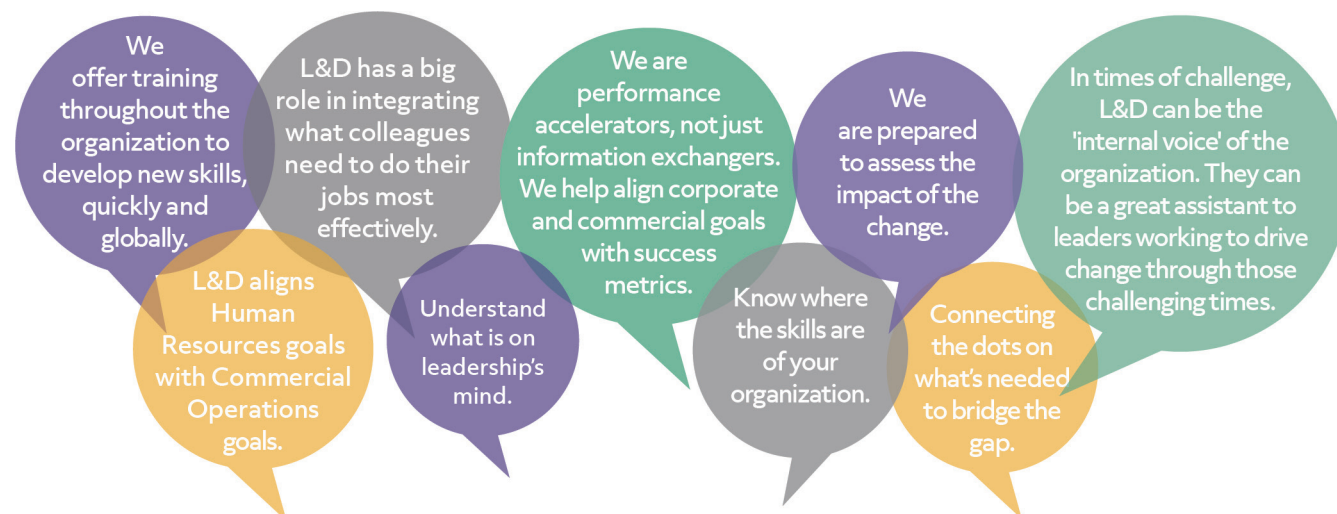 We
offer training
throughout the
organization to
develop new skills,
quickly and
globally.
L&D has a big
role in integrating
what colleagues
need to do their
jobs most
effectively.
We are
performance
accelerators, not just
information exchangers.
We help align corporate
and commercial goals
with success
metrics.
We
are prepared
to assess the
impact of the
change.
In times of challenge,
L&D can be the
'internal voice' of the
organization. They can
be a great assistant to
leaders working to drive
change through those
challenging times.
L&D aligns
Human
Resources goals
with Commercial
Operations
goals.
Understand
what is on
leadership’s
mind.
Know where
the skills are
of your
organization.
Connecting
the dots on
what’s needed
to bridge the
gap.